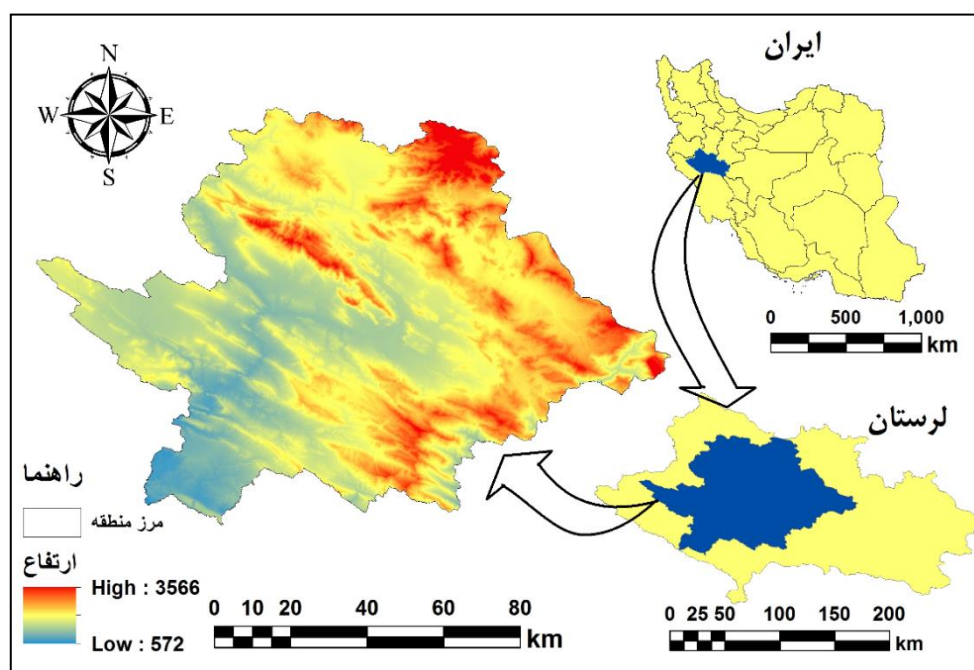 N
W E
S
ایران
0 500 1,000
km
لرستان
0 25 50 100 150 200
km
راهنما
مرز منطقه
ارتفاع
High : 3566
Low : 572
0 10 20 40 60 80
km